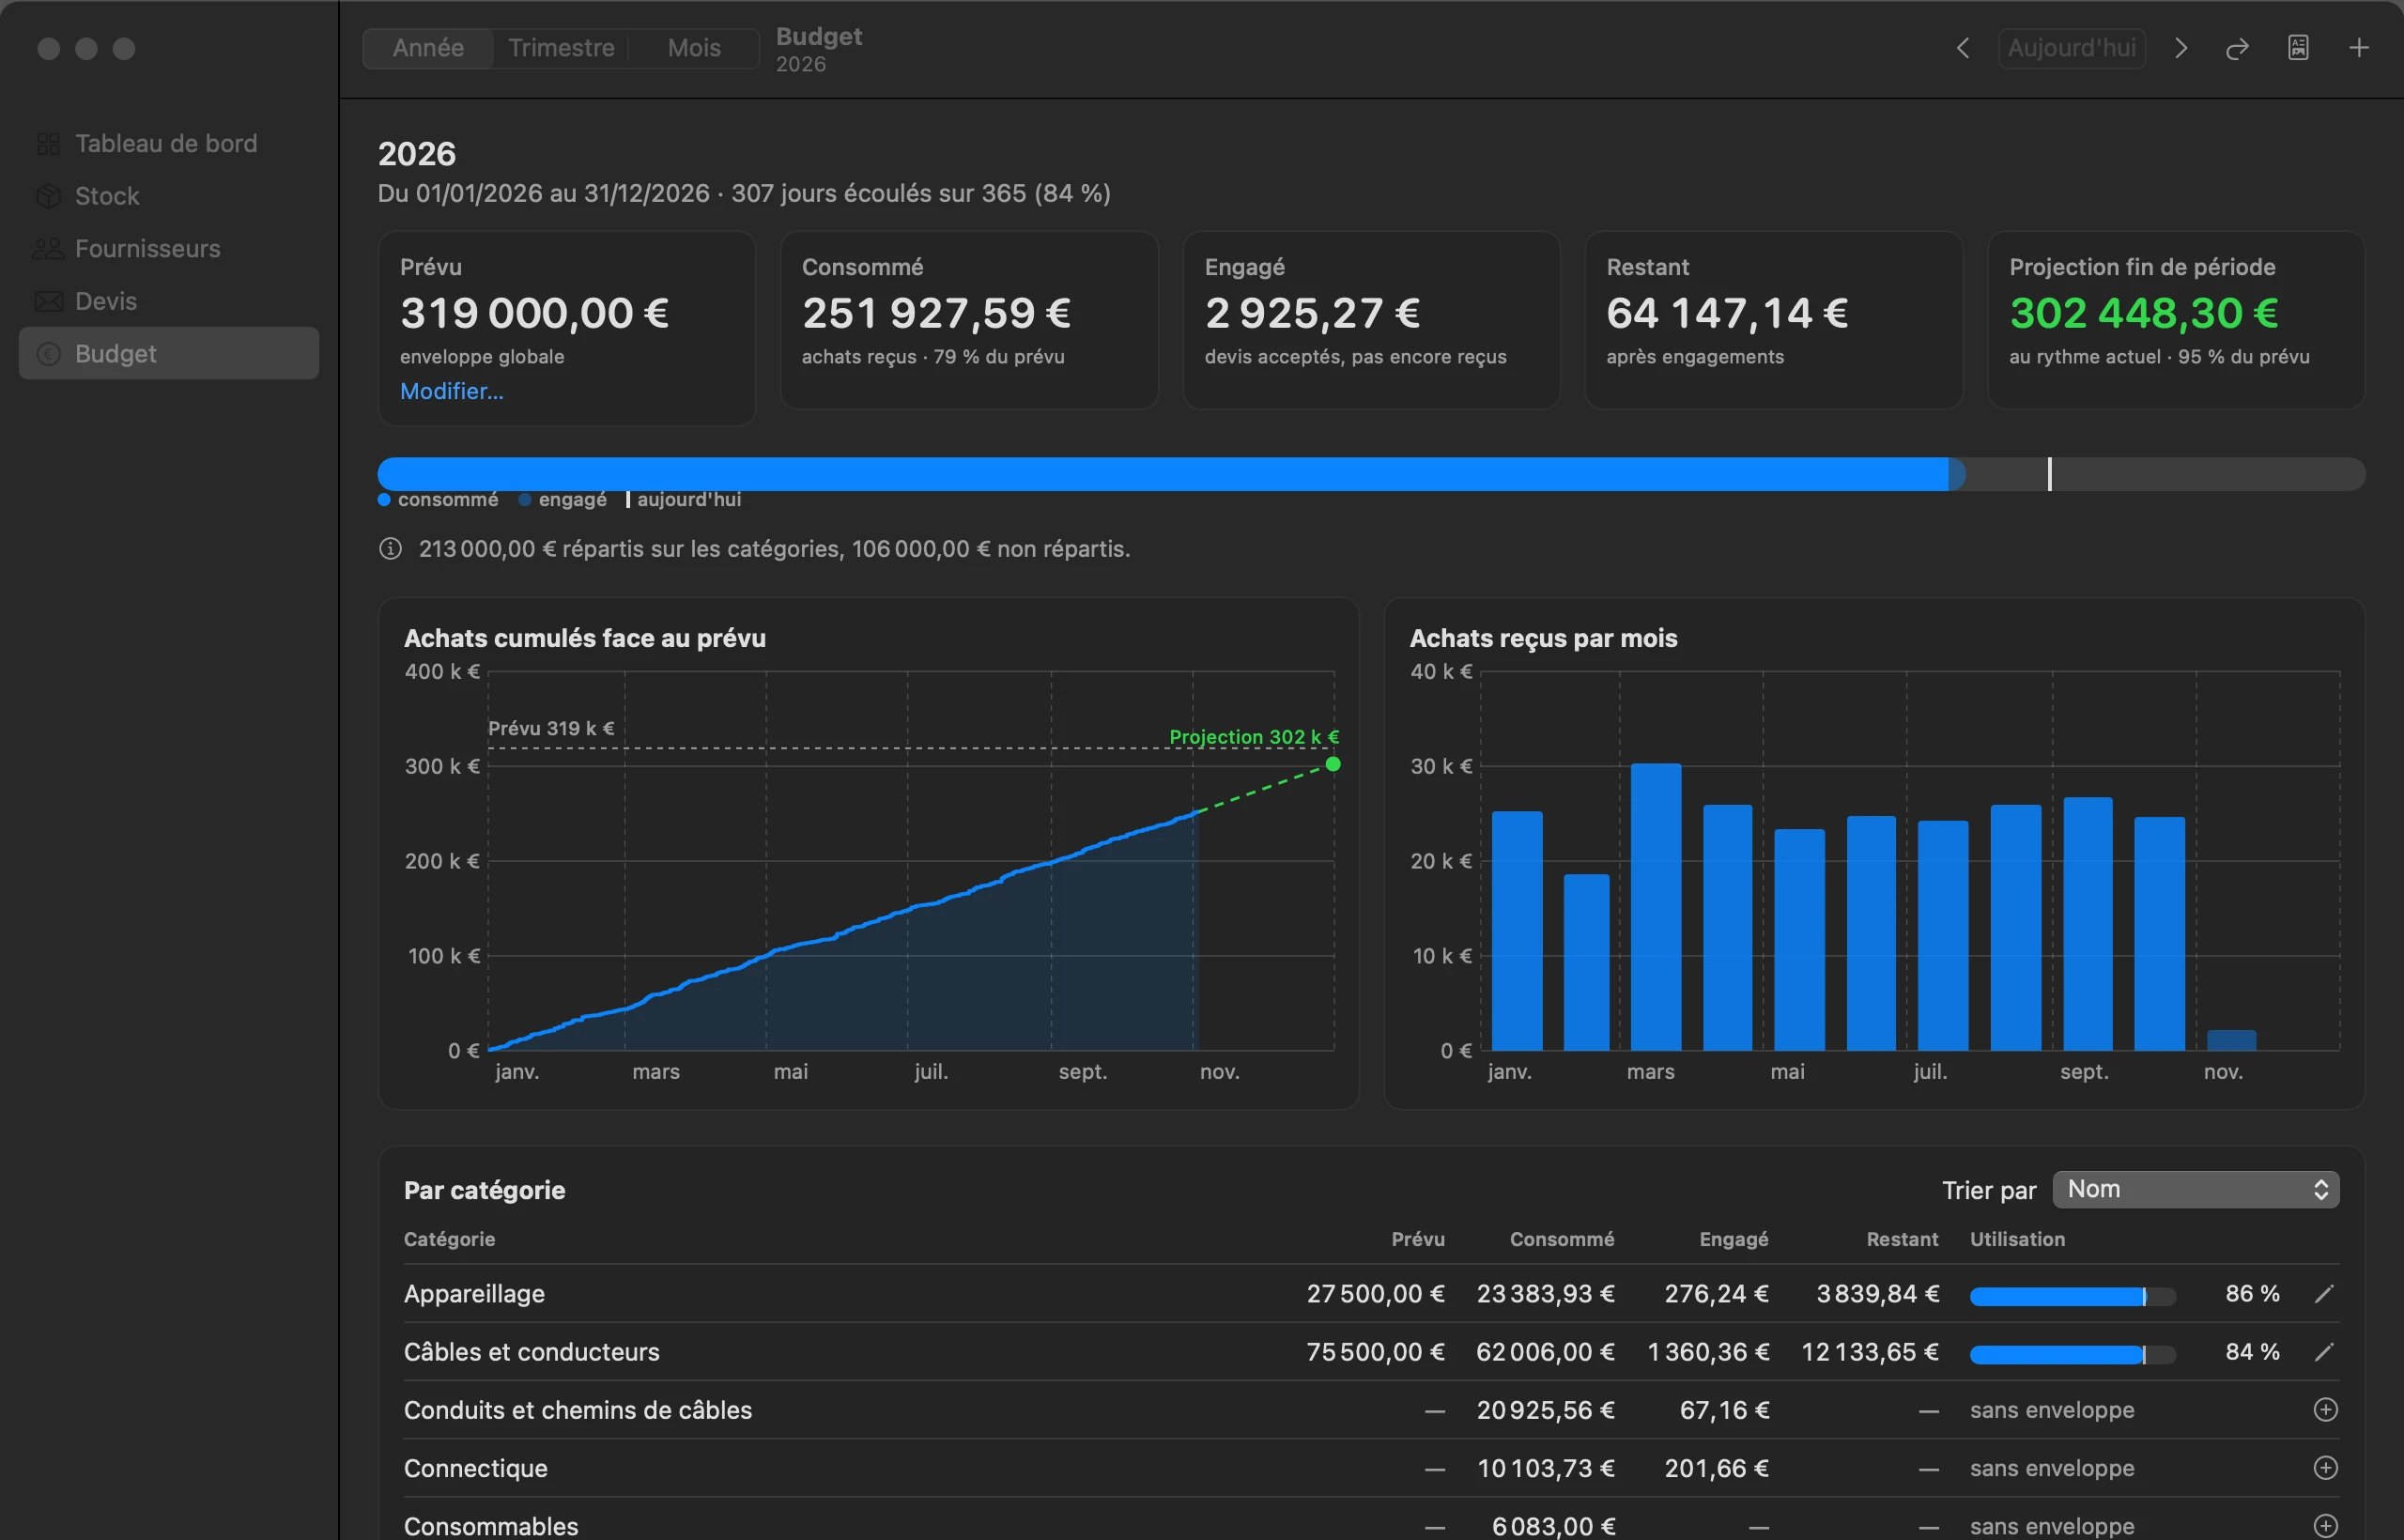 Année Trimestre Mois
Budget
2026
Aujourd'hui
Tableau de bord
Stock
Fournisseurs
Devis
Budget
2026
Du 01/01/2026 au 31/12/2026 · 307 jours écoulés sur 365 (84 %)
Prévu
319 000,00 €
enveloppe globale
Modifier...
Consommé
251 927,59 €
achats reçus · 79 % du prévu
Engagé
2 925,27 €
devis acceptés, pas encore reçus
Restant
64 147,14 €
après engagements
Projection fin de période
302 448,30 €
au rythme actuel · 95 % du prévu
consommé engagé aujourd'hui
213 000,00 € répartis sur les catégories, 106 000,00 € non répartis.
Achats cumulés face au prévu
400 k €
Prévu 319 k €
Projection 302 k €
300 k €
200 k €
100 k €
0 €
janv. mars mai juil. sept. nov.
Achats reçus par mois
40 k €
30 k €
20 k €
10 k €
0 €
janv. mars mai juil. sept. nov.
Par catégorie
Trier par Nom
Catégorie Prévu Consommé Engagé Restant Utilisation
Appareillage 27 500,00 € 23 383,93 € 276,24 € 3 839,84 € 86 %
Câbles et conducteurs 75 500,00 € 62 006,00 € 1 360,36 € 12 133,65 € 84 %
Conduits et chemins de câbles — 20 925,56 € 67,16 € — sans enveloppe
Connectique — 10 103,73 € 201,66 € — sans enveloppe
Consommables — 6 083,00 € — — sans enveloppe